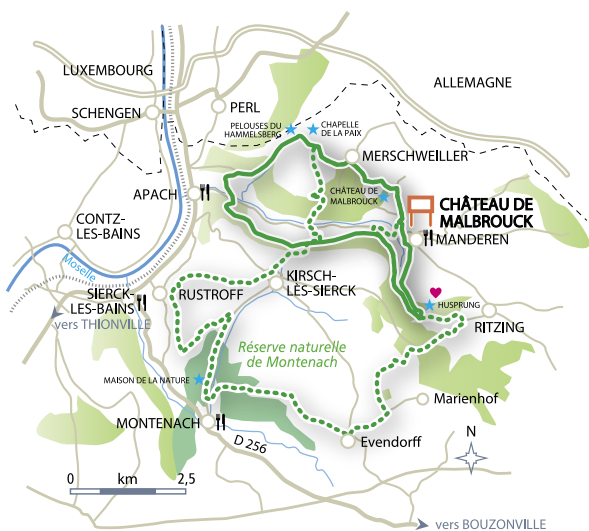 LUXEMBOURG
ALLEMAGNE
SCHENGEN
PERL
PELOUSES DU
HAMMELSBERG
CHAPELLE
DE LA PAIX
MERSCHWEILLER
APACH
CHÂTEAU DE
MALBROUCK
CHÂTEAU DE
MALBROUCK
CONTZ-
LES-BAINS
MANDEREN
Moselle
KIRSCH-
LÈS-SIERCK
SIERCK
-LES-BAINS
RUSTROFF
HUSPRUNG
RITZING
vers THIONVILLE
Réserve naturelle
de Montenach
MAISON DE LA NATURE
Marienhof
MONTENACH
D 256
Evendorff
N
0 km 2,5
vers BOUZONVILLE